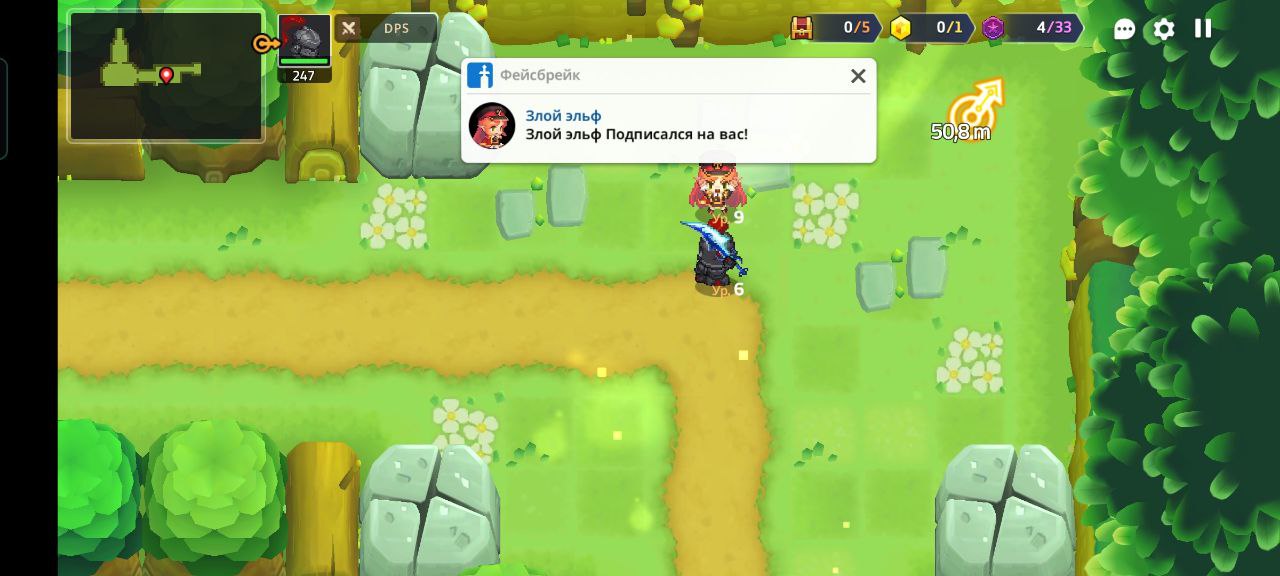 DPS
0/5
0/1
4/33
247
Фейсбрейк
Злой эльф
Злой эльф Подписался на вас!
50,8 m
Ур. 9
Ур. 6